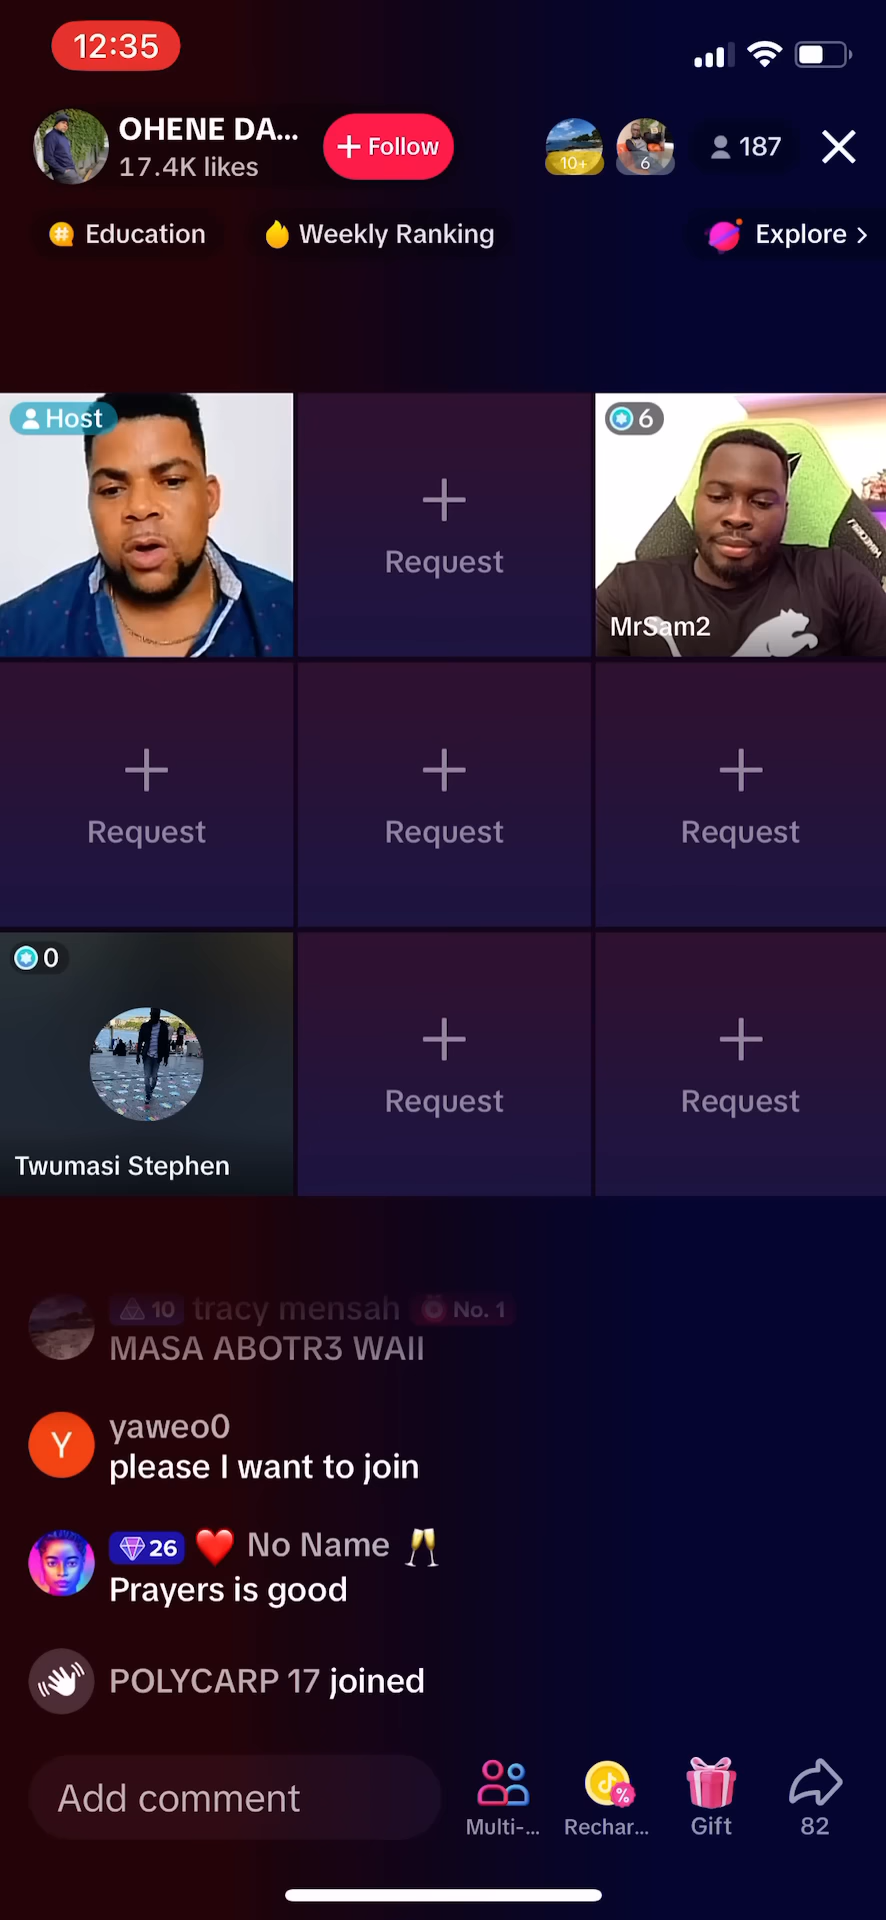 12:35
OHENE DA...
17.4K likes
+ Follow
10+
6
187
Education
Weekly Ranking
Explore >
Host
Request
6
MrSam2
Request
Request
Request
0
Twumasi Stephen
Request
Request
10 tracy mensah No. 1
MASA ABOTR3 WAII
Y
yaweo0
please I want to join
26 ❤️ No Name 🥂
Prayers is good
POLYCARP 17 joined
Add comment
Multi-...
Rechar...
Gift
82